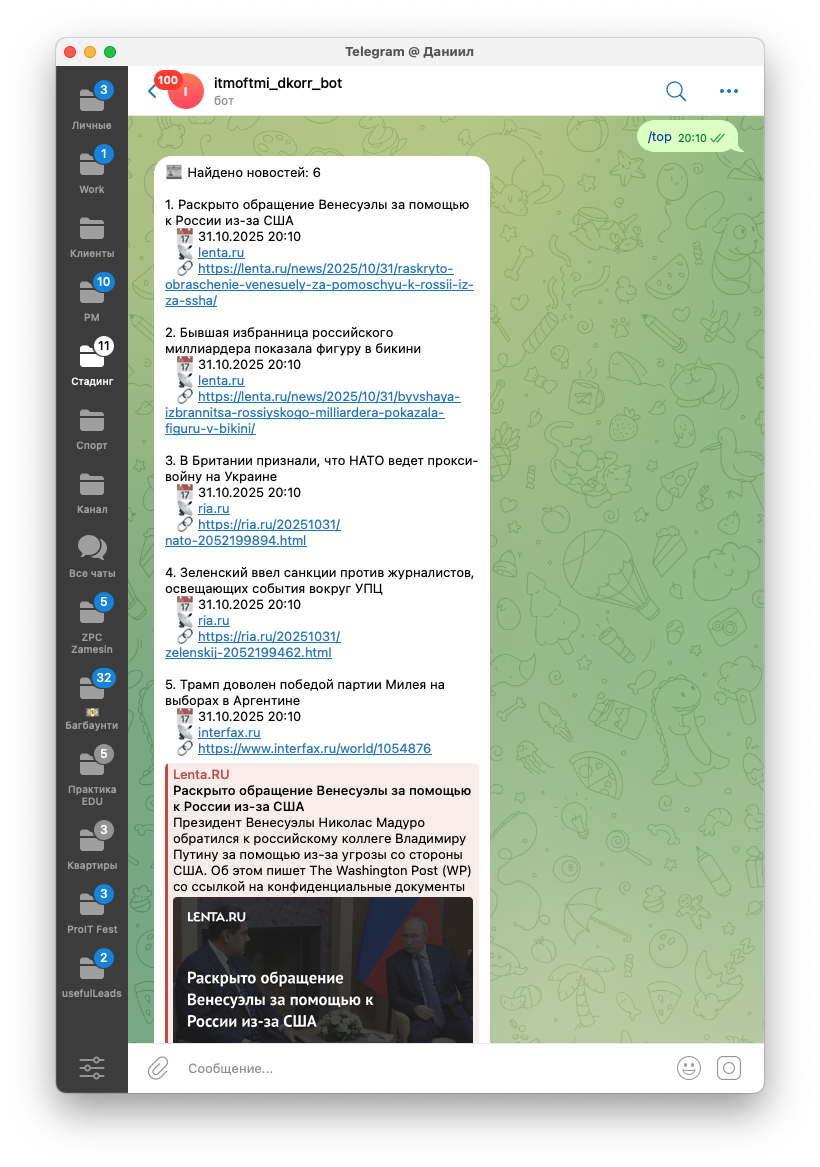 Telegram @ Даниил
3
Личные
1
Work
Клиенты
10
PM
11
Стадинг
Спорт
Канал
Все чаты
5
ZPC
Zamesin
32
Багбаунти
5
Практика
EDU
3
Квартиры
3
ProIT Fest
2
usefulLeads
100
I
itmoftmi_dkorr_bot
бот
/top 20:10
Найдено новостей: 6
1. Раскрыто обращение Венесуэлы за помощью
к России из-за США
17 31.10.2025 20:10
lenta.ru
https://lenta.ru/news/2025/10/31/raskryto-
obraschenie-venesuely-za-pomoschyu-k-rossii-iz-
za-ssha/
2. Бывшая избранница российского
миллиардера показала фигуру в бикини
17 31.10.2025 20:10
lenta.ru
https://lenta.ru/news/2025/10/31/byvshaya-
izbrannitsa-rossiyskogo-milliardera-pokazala-
figuru-v-bikini/
3. В Британии признали, что НАТО ведет прокси-
войну на Украине
17 31.10.2025 20:10
ria.ru
https://ria.ru/20251031/
nato-2052199894.html
4. Зеленский ввел санкции против журналистов,
освещающих события вокруг УПЦ
17 31.10.2025 20:10
ria.ru
https://ria.ru/20251031/
zelenskij-2052199462.html
5. Трамп доволен победой партии Милея на
выборах в Аргентине
17 31.10.2025 20:10
interfax.ru
https://www.interfax.ru/world/1054876
Lenta.RU
Раскрыто обращение Венесуэлы за помощью
к России из-за США
Президент Венесуэлы Николас Мадуро
обратился к российскому коллеге Владимиру
Путину за помощью из-за угрозы со стороны
США. Об этом пишет The Washington Post (WP)
со ссылкой на конфиденциальные документы
LENTA.RU
Раскрыто обращение
Венесуэлы за помощью к
России из-за США
Сообщение...